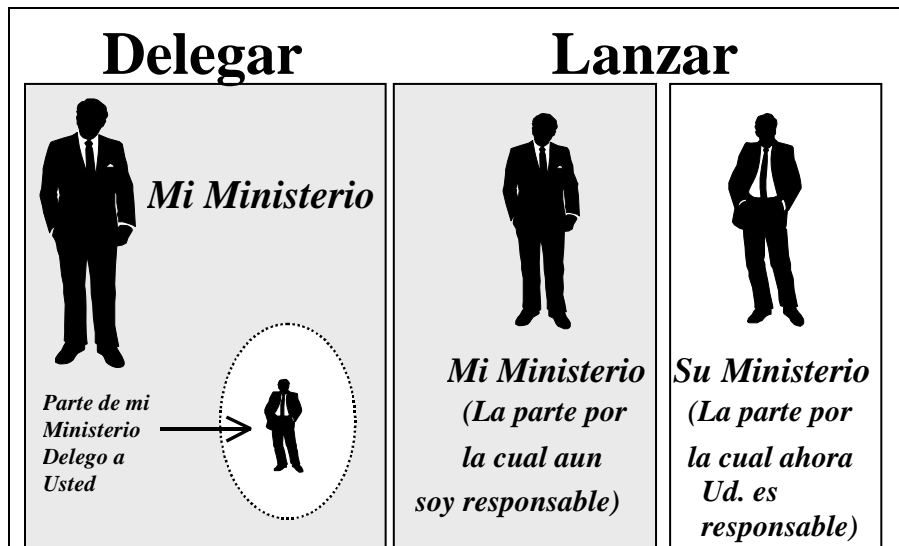 Delegar
Mi Ministerio
Parte de mi
Ministerio
Delego a
Usted
Lanzar
Mi Ministerio
(La parte por
la cual aun
soy responsable)
Su Ministerio
(La parte por
la cual ahora
Ud. es
responsable)